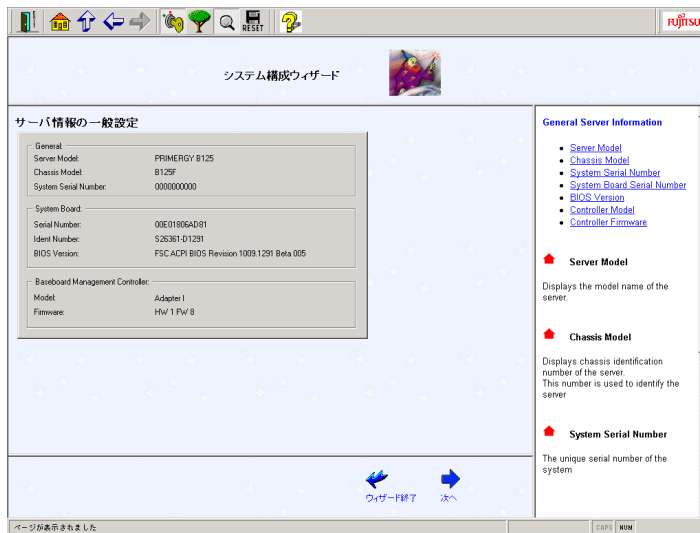 RESET
FUJITSU
システム構成ウィザード
サーバ情報の一般設定
General:
Server Model: PRIMERGY B125
Chassis Model: B125F
System Serial Number: 0000000000
System Board:
Serial Number: 00E01806AD81
Ident Number: S26361-D1291
BIOS Version: FSC ACPI BIOS Revision 1009.1291 Beta 005
Baseboard Management Controller:
Model: Adapter I
Firmware: HW 1 FW 8
ウィザード終了
次へ
General Server Information
Server Model
Chassis Model
System Serial Number
System Board Serial Number
BIOS Version
Controller Model
Controller Firmware
Server Model
Displays the model name of the
server.
Chassis Model
Displays chassis identification
number of the server.
This number is used to identify the
server
System Serial Number
The unique serial number of the
system
ページが表示されました
CAPS NUM